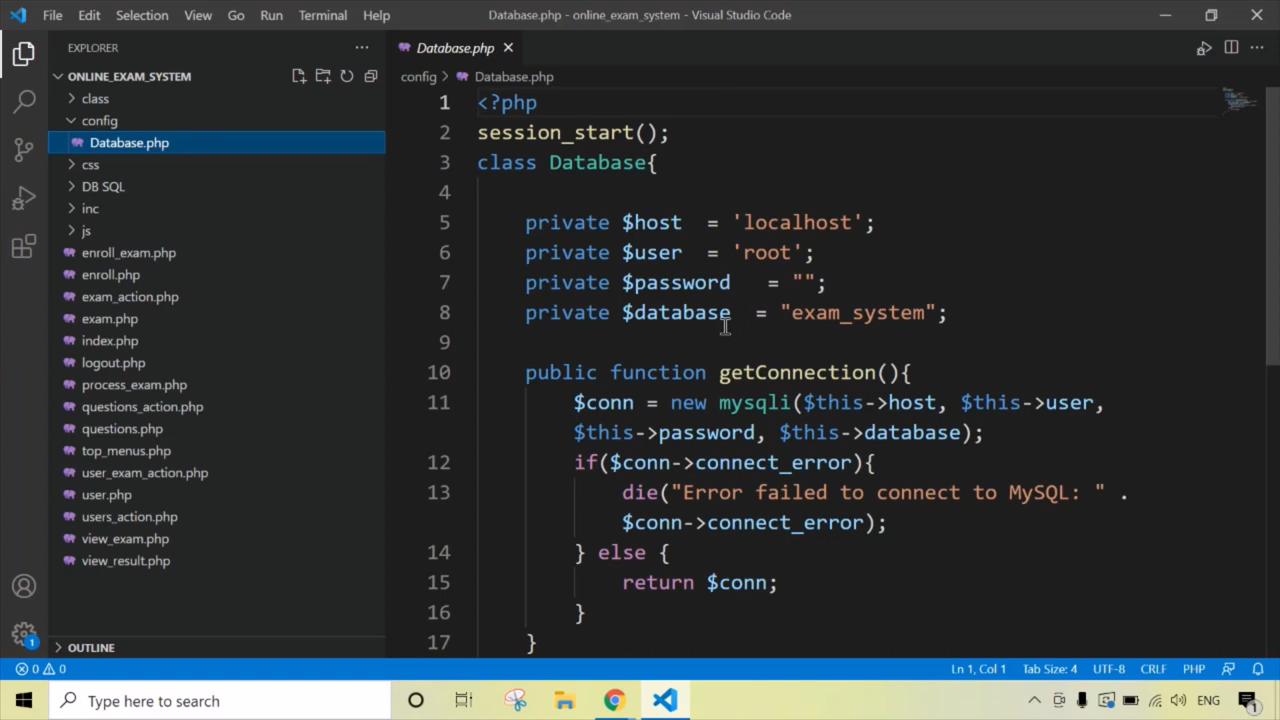 File Edit Selection View Go Run Terminal Help Database.php - online_exam_system - Visual Studio Code
EXPLORER
ONLINE_EXAM_SYSTEM
class
config
Database.php
css
DB SQL
inc
js
enroll_exam.php
enroll.php
exam_action.php
exam.php
index.php
logout.php
process_exam.php
questions_action.php
questions.php
top_menus.php
user_exam_action.php
user.php
users_action.php
view_exam.php
view_result.php
OUTLINE
Database.php
config > Database.php
1 <?php
2 session_start();
3 class Database{
4
5 private $host = 'localhost';
6 private $user = 'root';
7 private $password = "";
8 private $database = "exam_system";
9
10 public function getConnection(){
11 $conn = new mysqli($this->host, $this->user,
$this->password, $this->database);
12 if($conn->connect_error){
13 die("Error failed to connect to MySQL: " .
$conn->connect_error);
14 } else {
15 return $conn;
16 }
17 }
0 0 Ln 1, Col 1 Tab Size: 4 UTF-8 CRLF PHP
1
Type here to search ENG 1